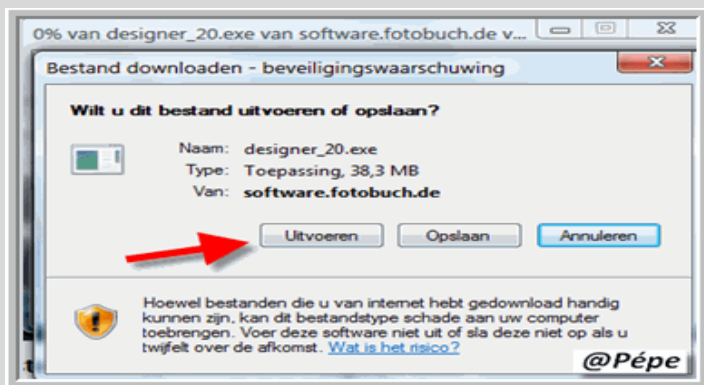 0% van designer_20.exe van software.fotobuch.de v...
Bestand downloaden - beveiligingswaarschuwing
Wilt u dit bestand uitvoeren of opslaan?
Naam: designer_20.exe
Type: Toepassing, 38,3 MB
Van: software.fotobuch.de
Uitvoeren Opslaan Annuleren
Hoewel bestanden die u van internet hebt gedownload handig
kunnen zijn, kan dit bestandstype schade aan uw computer
toebrengen. Voer deze software niet uit of sla deze niet op als u
twijfelt over de afkomst. Wat is het risico?
@Pépe